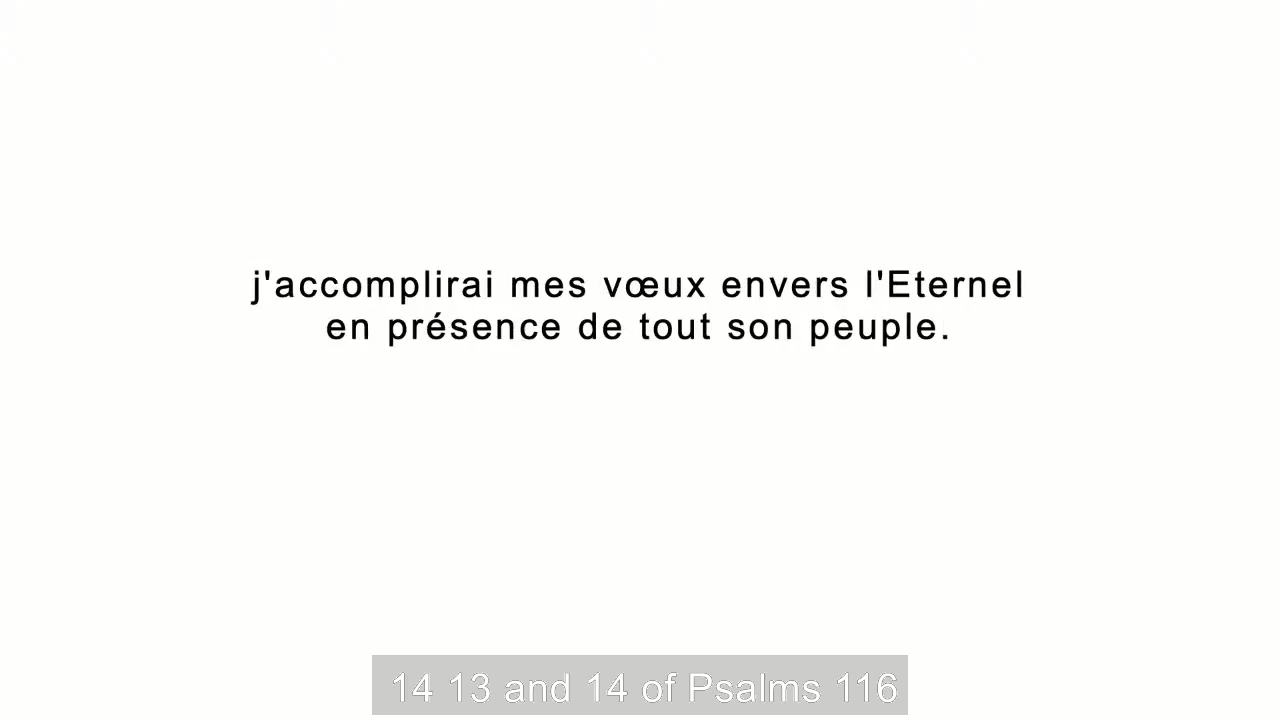 j'accomplirai mes vœux envers l'Eternel
en présence de tout son peuple.
14 13 and 14 of Psalms 116